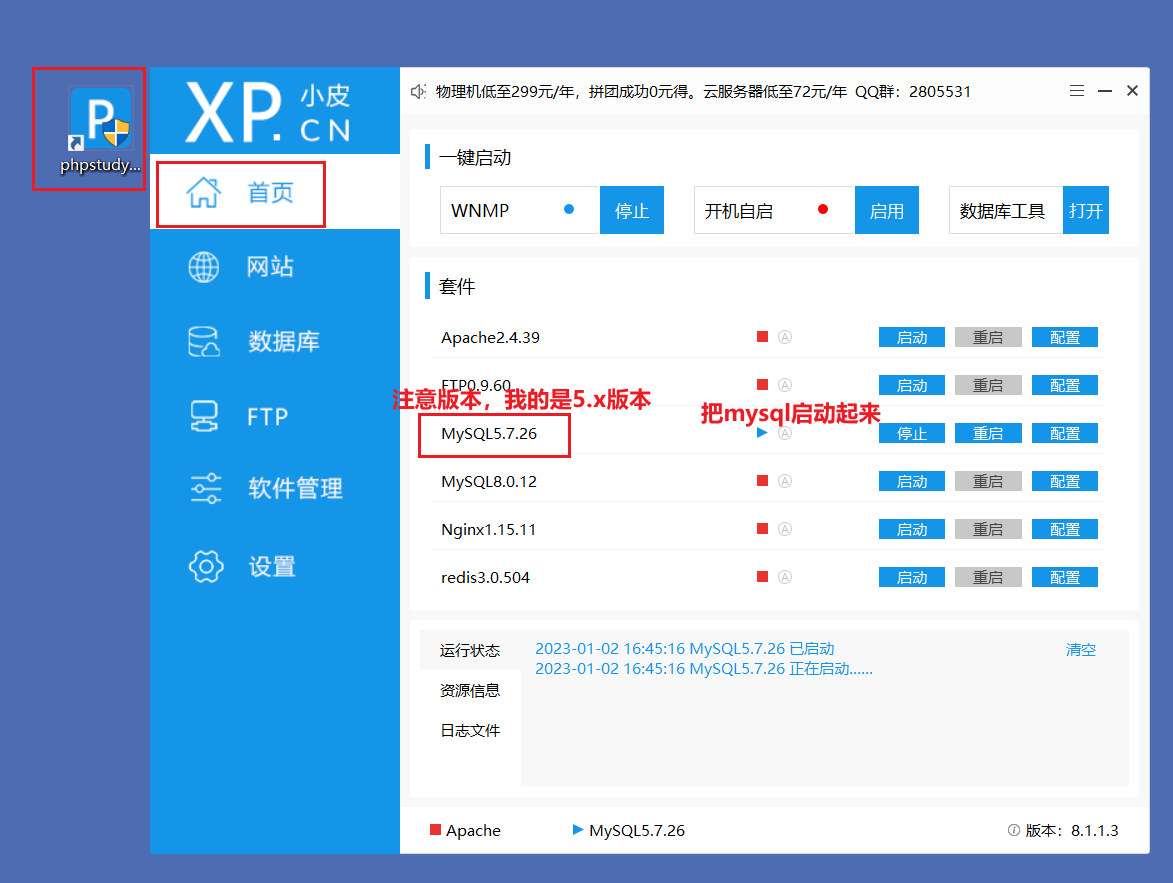 phpstudy...
XP.CN 小皮
首页
网站
数据库
FTP
软件管理
设置
物理机低至299元/年，拼团成功0元得。云服务器低至72元/年 QQ群：2805531
一键启动
WNMP 停止 开机自启 启用 数据库工具 打开
套件
Apache2.4.39 Ⓐ 启动 重启 配置
FTP0.9.60 Ⓐ 启动 重启 配置
注意版本，我的是5.x版本
把mysql启动起来
MySQL5.7.26 Ⓐ 停止 重启 配置
MySQL8.0.12 Ⓐ 启动 重启 配置
Nginx1.15.11 Ⓐ 启动 重启 配置
redis3.0.504 Ⓐ 启动 重启 配置
运行状态
资源信息
日志文件
2023-01-02 16:45:16 MySQL5.7.26 已启动
2023-01-02 16:45:16 MySQL5.7.26 正在启动......
清空
Apache MySQL5.7.26 版本：8.1.1.3